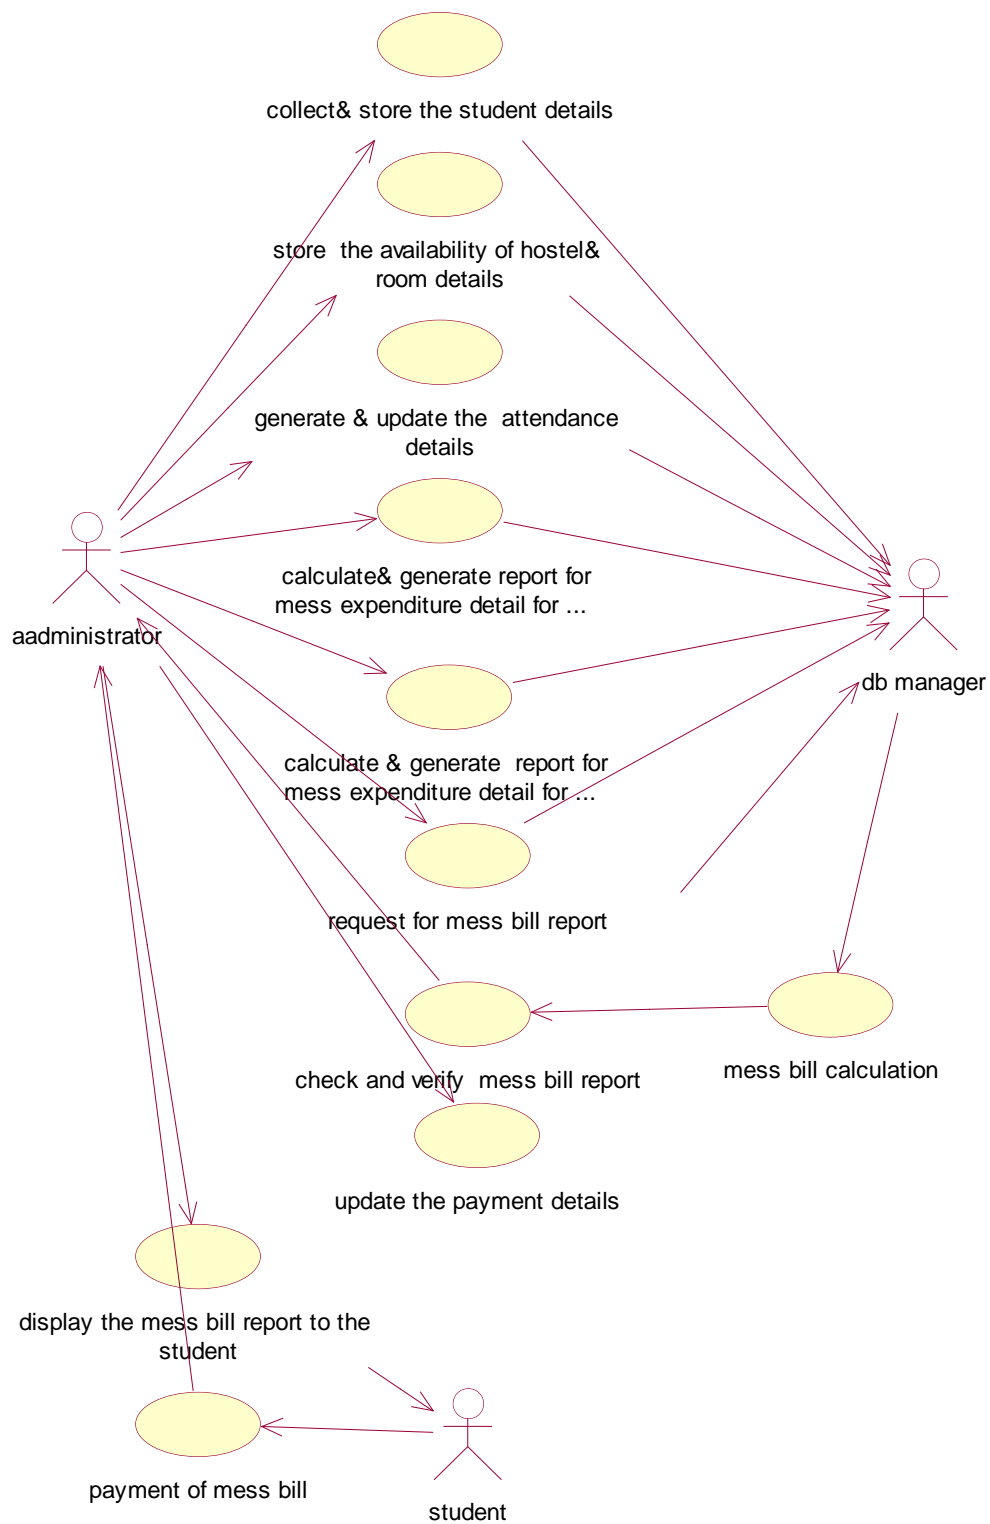 collect& store the student details
store  the availability of hostel&
room details
generate & update the  attendance
details
calculate& generate report for
mess expenditure detail for ...
aadministrator
db manager
calculate & generate  report for
mess expenditure detail for ...
request for mess bill report
check and verify  mess bill report
mess bill calculation
update the payment details
display the mess bill report to the
student
payment of mess bill
student